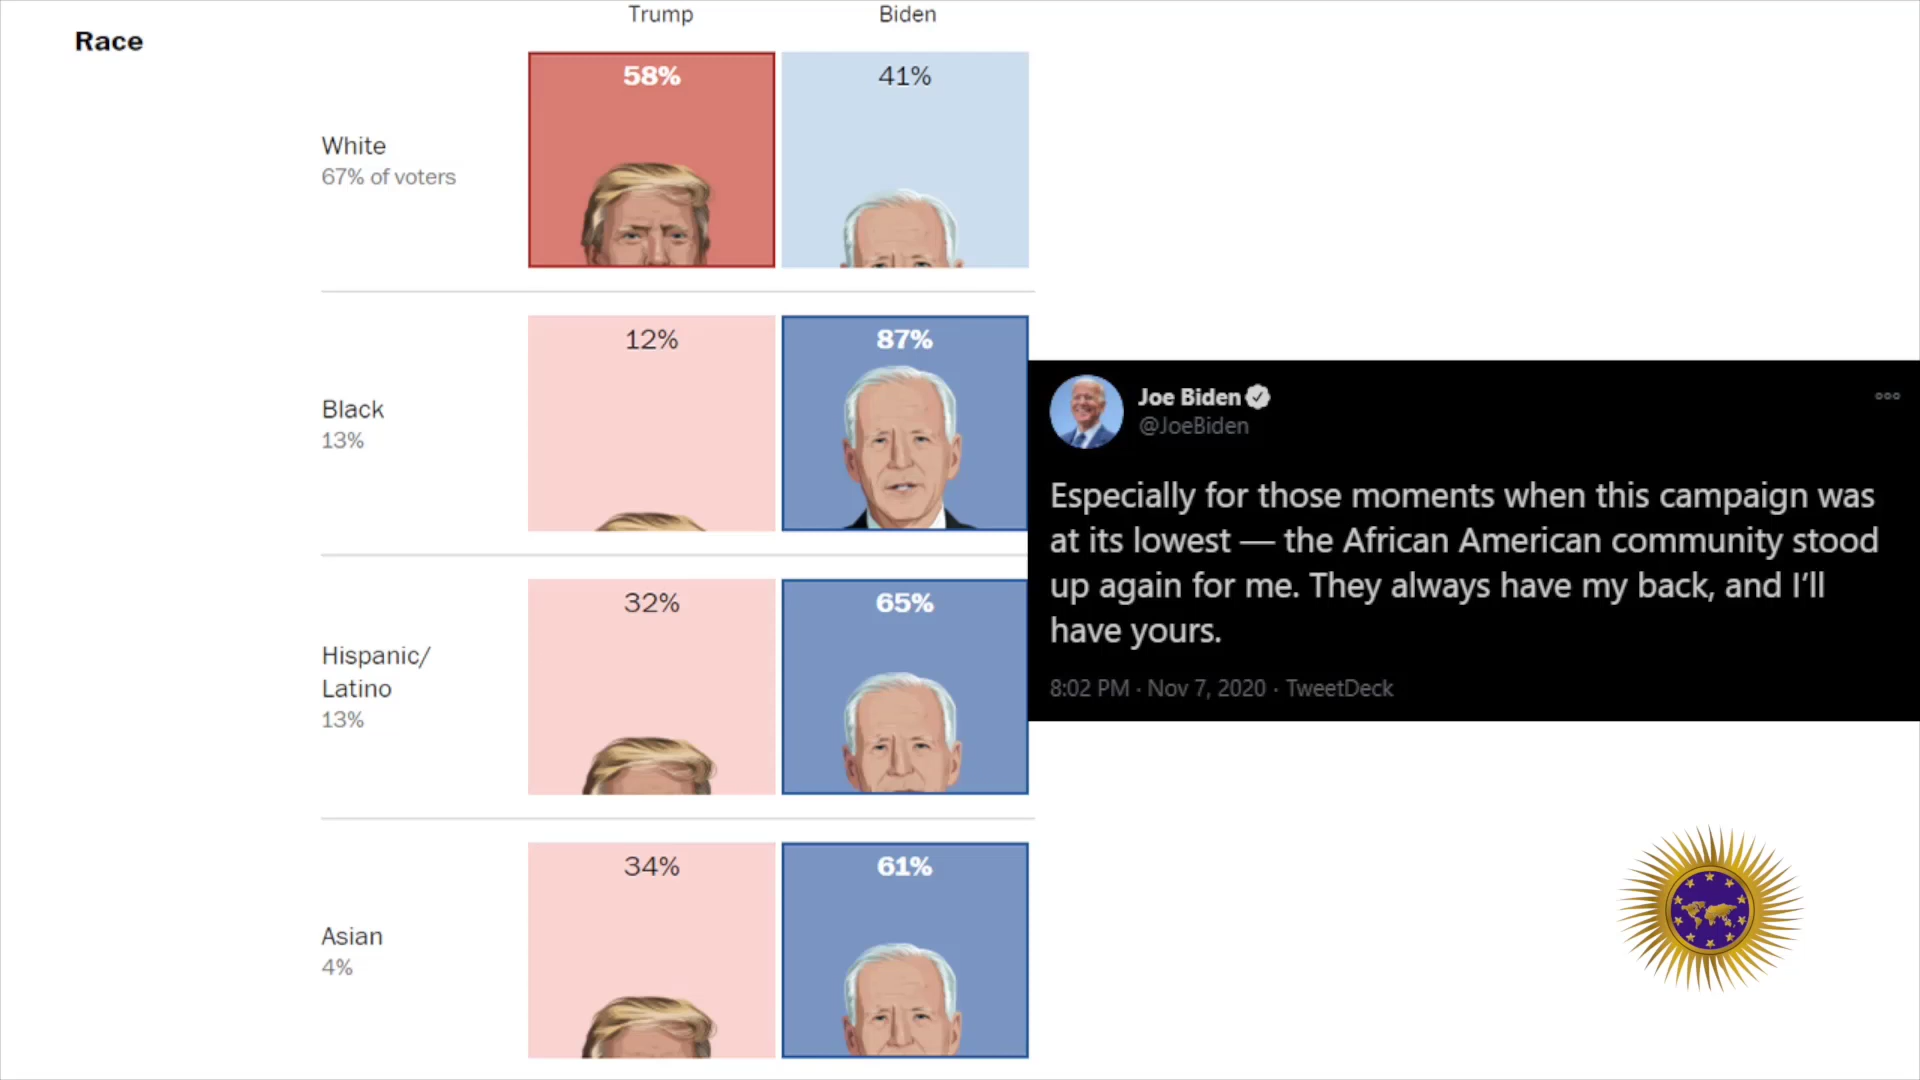 Trump Biden
Race
58% 41%
White
67% of voters
12% 87%
Black
13%
32% 65%
Hispanic/
Latino
13%
34% 61%
Asian
4%
Joe Biden
@JoeBiden
Especially for those moments when this campaign was
at its lowest — the African American community stood
up again for me. They always have my back, and I’ll
have yours.
8:02 PM · Nov 7, 2020 · TweetDeck